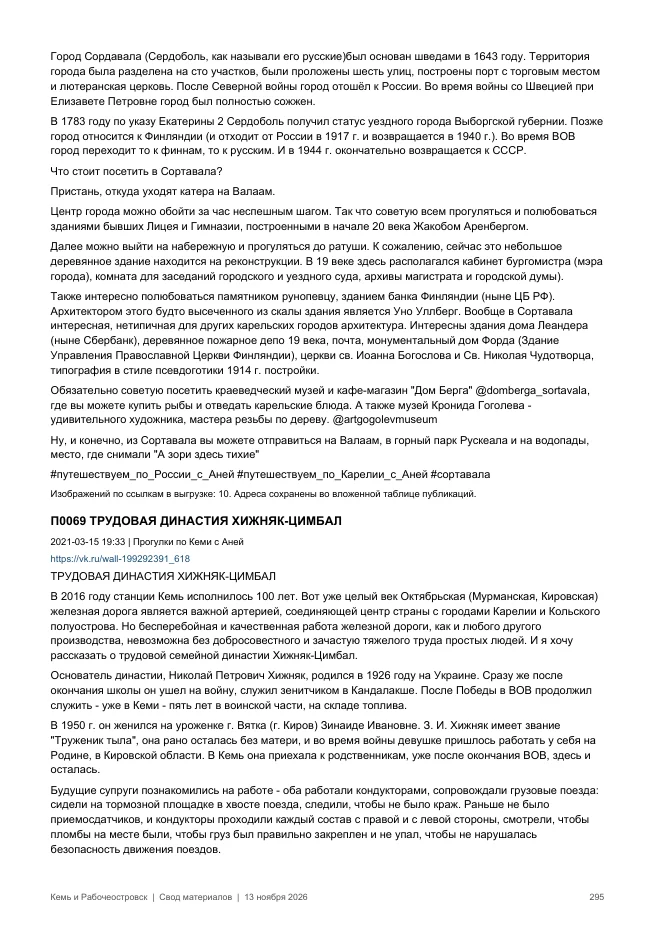 Город Сордавала (Сердоболь, как называли его русские)был основан шведами в 1643 году. Территория
города была разделена на сто участков, были проложены шесть улиц, построены порт с торговым местом
и лютеранская церковь. После Северной войны город отошёл к России. Во время войны со Швецией при
Елизавете Петровне город был полностью сожжен.
В 1783 году по указу Екатерины 2 Сердоболь получил статус уездного города Выборгской губернии. Позже
город относится к Финляндии (и отходит от России в 1917 г. и возвращается в 1940 г.). Во время ВОВ
город переходит то к финнам, то к русским. И в 1944 г. окончательно возвращается к СССР.
Что стоит посетить в Сортавала?
Пристань, откуда уходят катера на Валаам.
Центр города можно обойти за час неспешным шагом. Так что советую всем прогуляться и полюбоваться
зданиями бывших Лицея и Гимназии, построенными в начале 20 века Жакобом Аренбергом.
Далее можно выйти на набережную и прогуляться до ратуши. К сожалению, сейчас это небольшое
деревянное здание находится на реконструкции. В 19 веке здесь располагался кабинет бургомистра (мэра
города), комната для заседаний городского и уездного суда, архивы магистрата и городской думы).
Также интересно полюбоваться памятником рунопевцу, зданием банка Финляндии (ныне ЦБ РФ).
Архитектором этого будто высеченного из скалы здания является Уно Уллберг. Вообще в Сортавала
интересная, нетипичная для других карельских городов архитектура. Интересны здания дома Леандера
(ныне Сбербанк), деревянное пожарное депо 19 века, почта, монументальный дом Форда (Здание
Управления Православной Церкви Финляндии), церкви св. Иоанна Богослова и Св. Николая Чудотворца,
типография в стиле псевдоготики 1914 г. постройки.
Обязательно советую посетить краеведческий музей и кафе-магазин "Дом Берга" @domberga_sortavala,
где вы можете купить рыбы и отведать карельские блюда. А также музей Кронида Гоголева -
удивительного художника, мастера резьбы по дереву. @artgogolevmuseum
Ну, и конечно, из Сортавала вы можете отправиться на Валаам, в горный парк Рускеала и на водопады,
место, где снимали "А зори здесь тихие"
#путешествуем_по_России_с_Аней #путешествуем_по_Карелии_с_Аней #сортавала
Изображений по ссылкам в выгрузке: 10. Адреса сохранены во вложенной таблице публикаций.
П0069 ТРУДОВАЯ ДИНАСТИЯ ХИЖНЯК-ЦИМБАЛ
2021-03-15 19:33 | Прогулки по Кеми с Аней
https://vk.ru/wall-199292391_618
ТРУДОВАЯ ДИНАСТИЯ ХИЖНЯК-ЦИМБАЛ
В 2016 году станции Кемь исполнилось 100 лет. Вот уже целый век Октябрьская (Мурманская, Кировская)
железная дорога является важной артерией, соединяющей центр страны с городами Карелии и Кольского
полуострова. Но бесперебойная и качественная работа железной дороги, как и любого другого
производства, невозможна без добросовестного и зачастую тяжелого труда простых людей. И я хочу
рассказать о трудовой семейной династии Хижняк-Цимбал.
Основатель династии, Николай Петрович Хижняк, родился в 1926 году на Украине. Сразу же после
окончания школы он ушел на войну, служил зенитчиком в Кандалакше. После Победы в ВОВ продолжил
служить - уже в Кеми - пять лет в воинской части, на складе топлива.
В 1950 г. он женился на уроженке г. Вятка (г. Киров) Зинаиде Ивановне. З. И. Хижняк имеет звание
"Труженик тыла", она рано осталась без матери, и во время войны девушке пришлось работать у себя на
Родине, в Кировской области. В Кемь она приехала к родственникам, уже после окончания ВОВ, здесь и
осталась.
Будущие супруги познакомились на работе - оба работали кондукторами, сопровождали грузовые поезда:
сидели на тормозной площадке в хвосте поезда, следили, чтобы не было краж. Раньше не было
приемосдатчиков, и кондукторы проходили каждый состав с правой и с левой стороны, смотрели, чтобы
пломбы на месте были, чтобы груз был правильно закреплен и не упал, чтобы не нарушалась
безопасность движения поездов.
Кемь и Рабочеостровск | Свод материалов | 13 ноября 2026
295